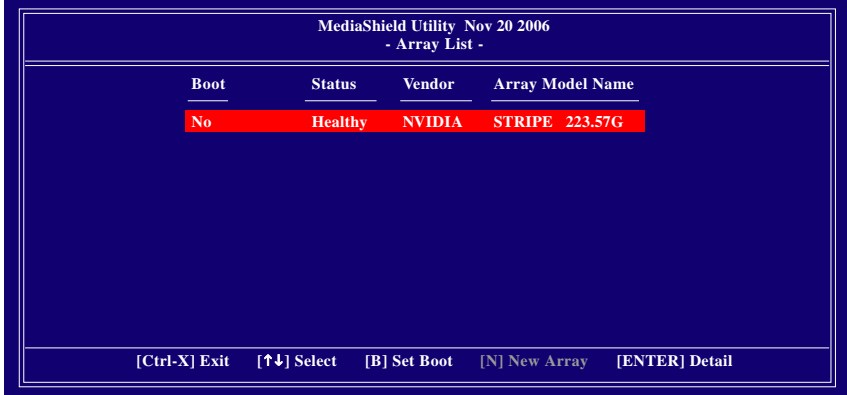 MediaShield Utility Nov 20 2006
- Array List -
Boot Status Vendor Array Model Name
No Healthy NVIDIA STRIPE 223.57G
[Ctrl-X] Exit [↑↓] Select [B] Set Boot [N] New Array [ENTER] Detail